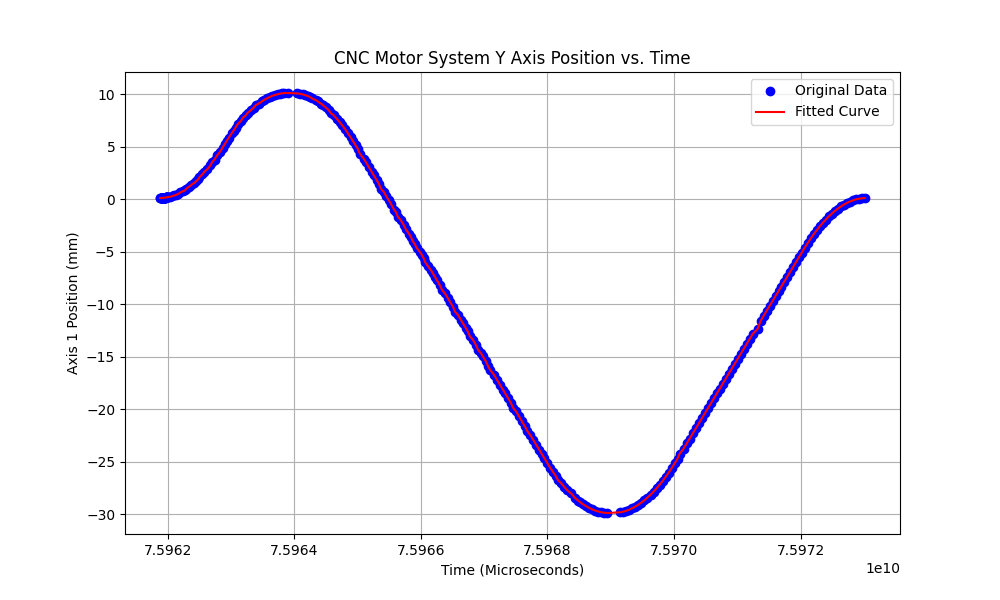 CNC Motor System Y Axis Position vs. Time
Original Data
Fitted Curve
Axis 1 Position (mm)
10
5
0
−5
−10
−15
−20
−25
−30
7.5962 7.5964 7.5966 7.5968 7.5970 7.5972
1e10
Time (Microseconds)